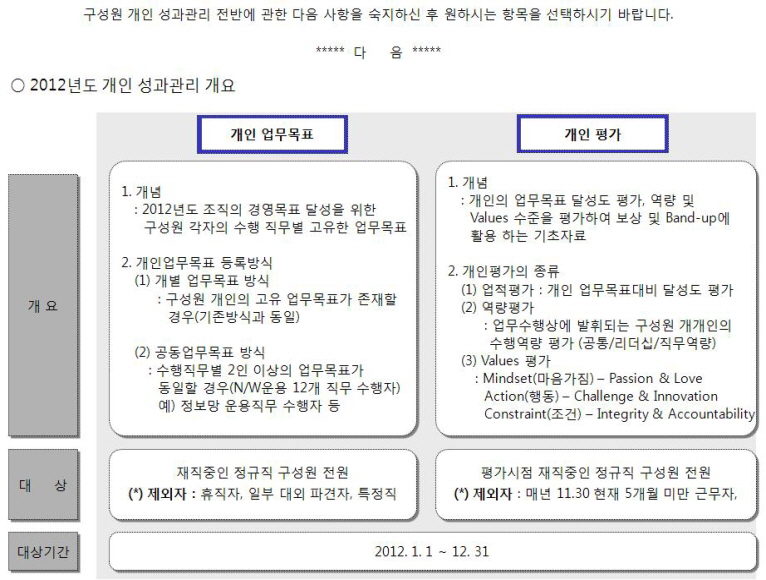 구성원 개인 성과관리 전반에 관한 다음 사항을 숙지하신 후 원하시는 항목을 선택하시기 바랍니다.
***** 다 음 *****
○ 2012년도 개인 성과관리 개요
개인 업무목표
개인 평가
개 요
1. 개념
: 2012년도 조직의 경영목표 달성을 위한
구성원 각자의 수행 직무별 고유한 업무목표
2. 개인업무목표 등록방식
(1) 개별 업무목표 방식
: 구성원 개인의 고유 업무목표가 존재할
경우(기존방식과 동일)
(2) 공동업무목표 방식
: 수행직무별 2인 이상의 업무목표가
동일할 경우(N/W운용 12개 직무 수행자)
예) 정보망 운용직무 수행자 등
1. 개념
: 개인의 업무목표 달성도 평가, 역량 및
Values 수준을 평가하여 보상 및 Band-up에
활용 하는 기초자료
2. 개인평가의 종류
(1) 업적평가 : 개인 업무목표대비 달성도 평가
(2) 역량평가
: 업무수행상에 발휘되는 구성원 개개인의
수행역량 평가 (공통/리더십/직무역량)
(3) Values 평가
: Mindset(마음가짐) – Passion & Love
Action(행동) – Challenge & Innovation
Constraint(조건) – Integrity & Accountability
대 상
재직중인 정규직 구성원 전원
(*) 제외자 : 휴직자, 일부 대외 파견자, 특정직
평가시점 재직중인 정규직 구성원 전원
(*) 제외자 : 매년 11.30 현재 5개월 미만 근무자,
대상기간
2012. 1. 1 ~ 12. 31